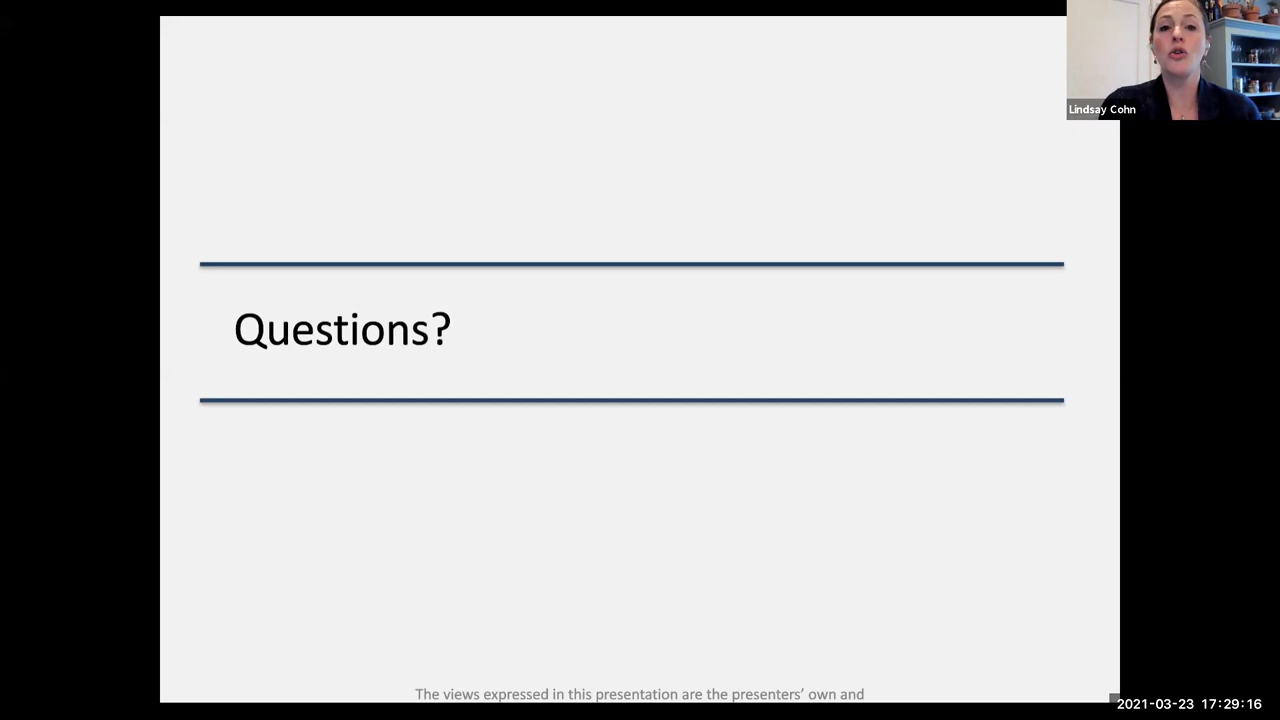 Lindsay Cohn
Questions?
The views expressed in this presentation are the presenters’ own and
2021-03-23 17:29:16